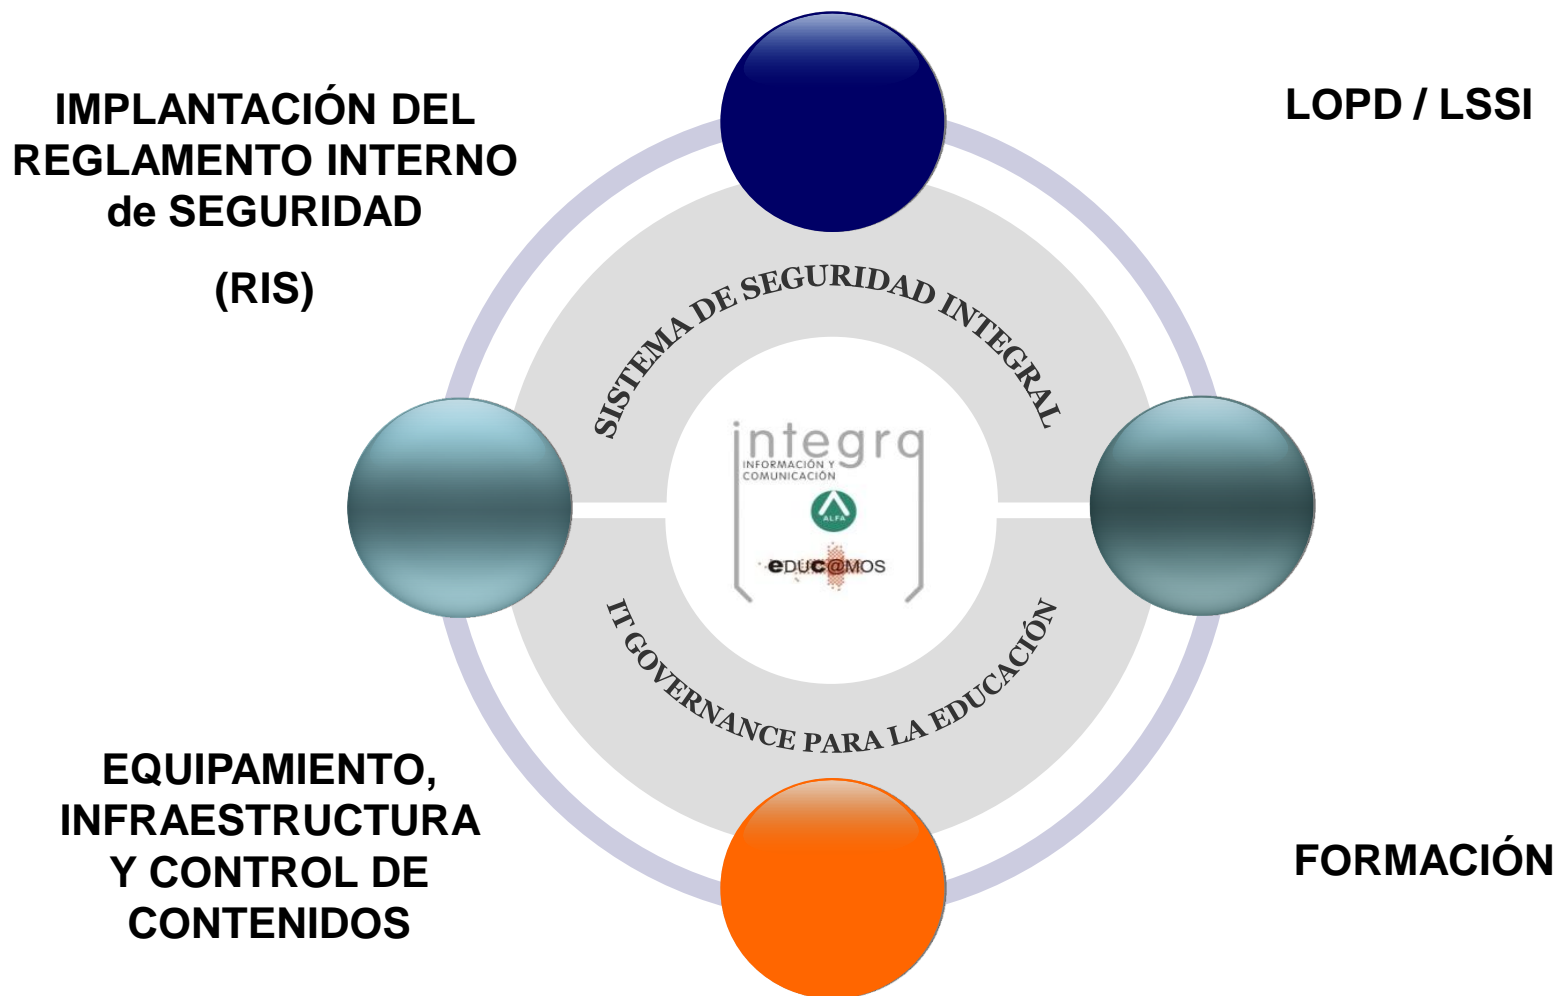 IMPLANTACIÓN DEL
REGLAMENTO INTERNO
de SEGURIDAD
(RIS)
LOPD / LSSI
SISTEMA DE SEGURIDAD INTEGRAL
integra
INFORMACIÓN Y
COMUNICACIÓN
ALFA
eDUC@MOS
IT GOVERNANCE PARA LA EDUCACIÓN
EQUIPAMIENTO,
INFRAESTRUCTURA
Y CONTROL DE
CONTENIDOS
FORMACIÓN